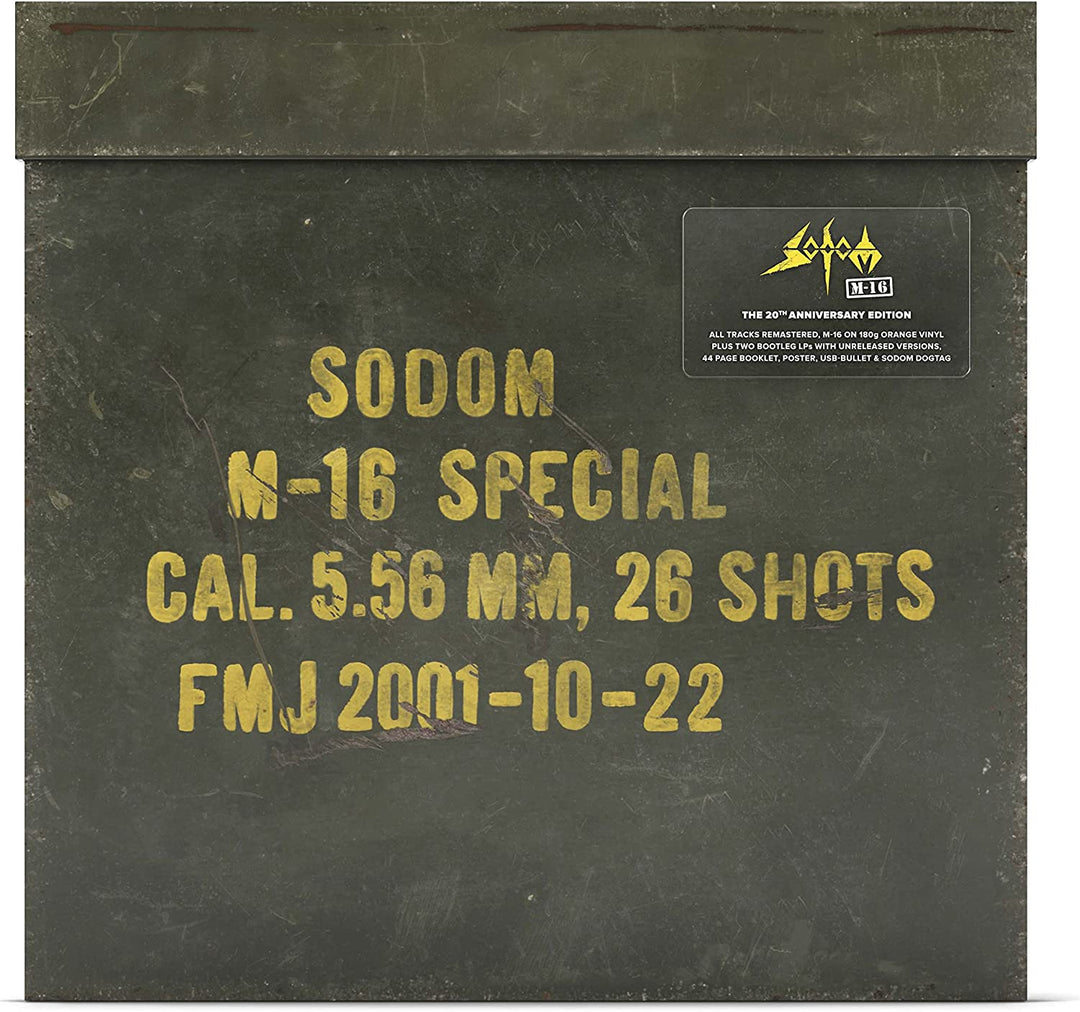 SODOM
M-16
THE 20TH ANNIVERSARY EDITION
ALL TRACKS REMASTERED, M-16 ON 180g ORANGE VINYL
PLUS TWO BOOTLEG LPs WITH UNRELEASED VERSIONS,
44 PAGE BOOKLET, POSTER, USB-BULLET & SODOM DOGTAG
SODOM
M-16 SPECIAL
CAL. 5.56 MM, 26 SHOTS
FMJ 2001-10-22